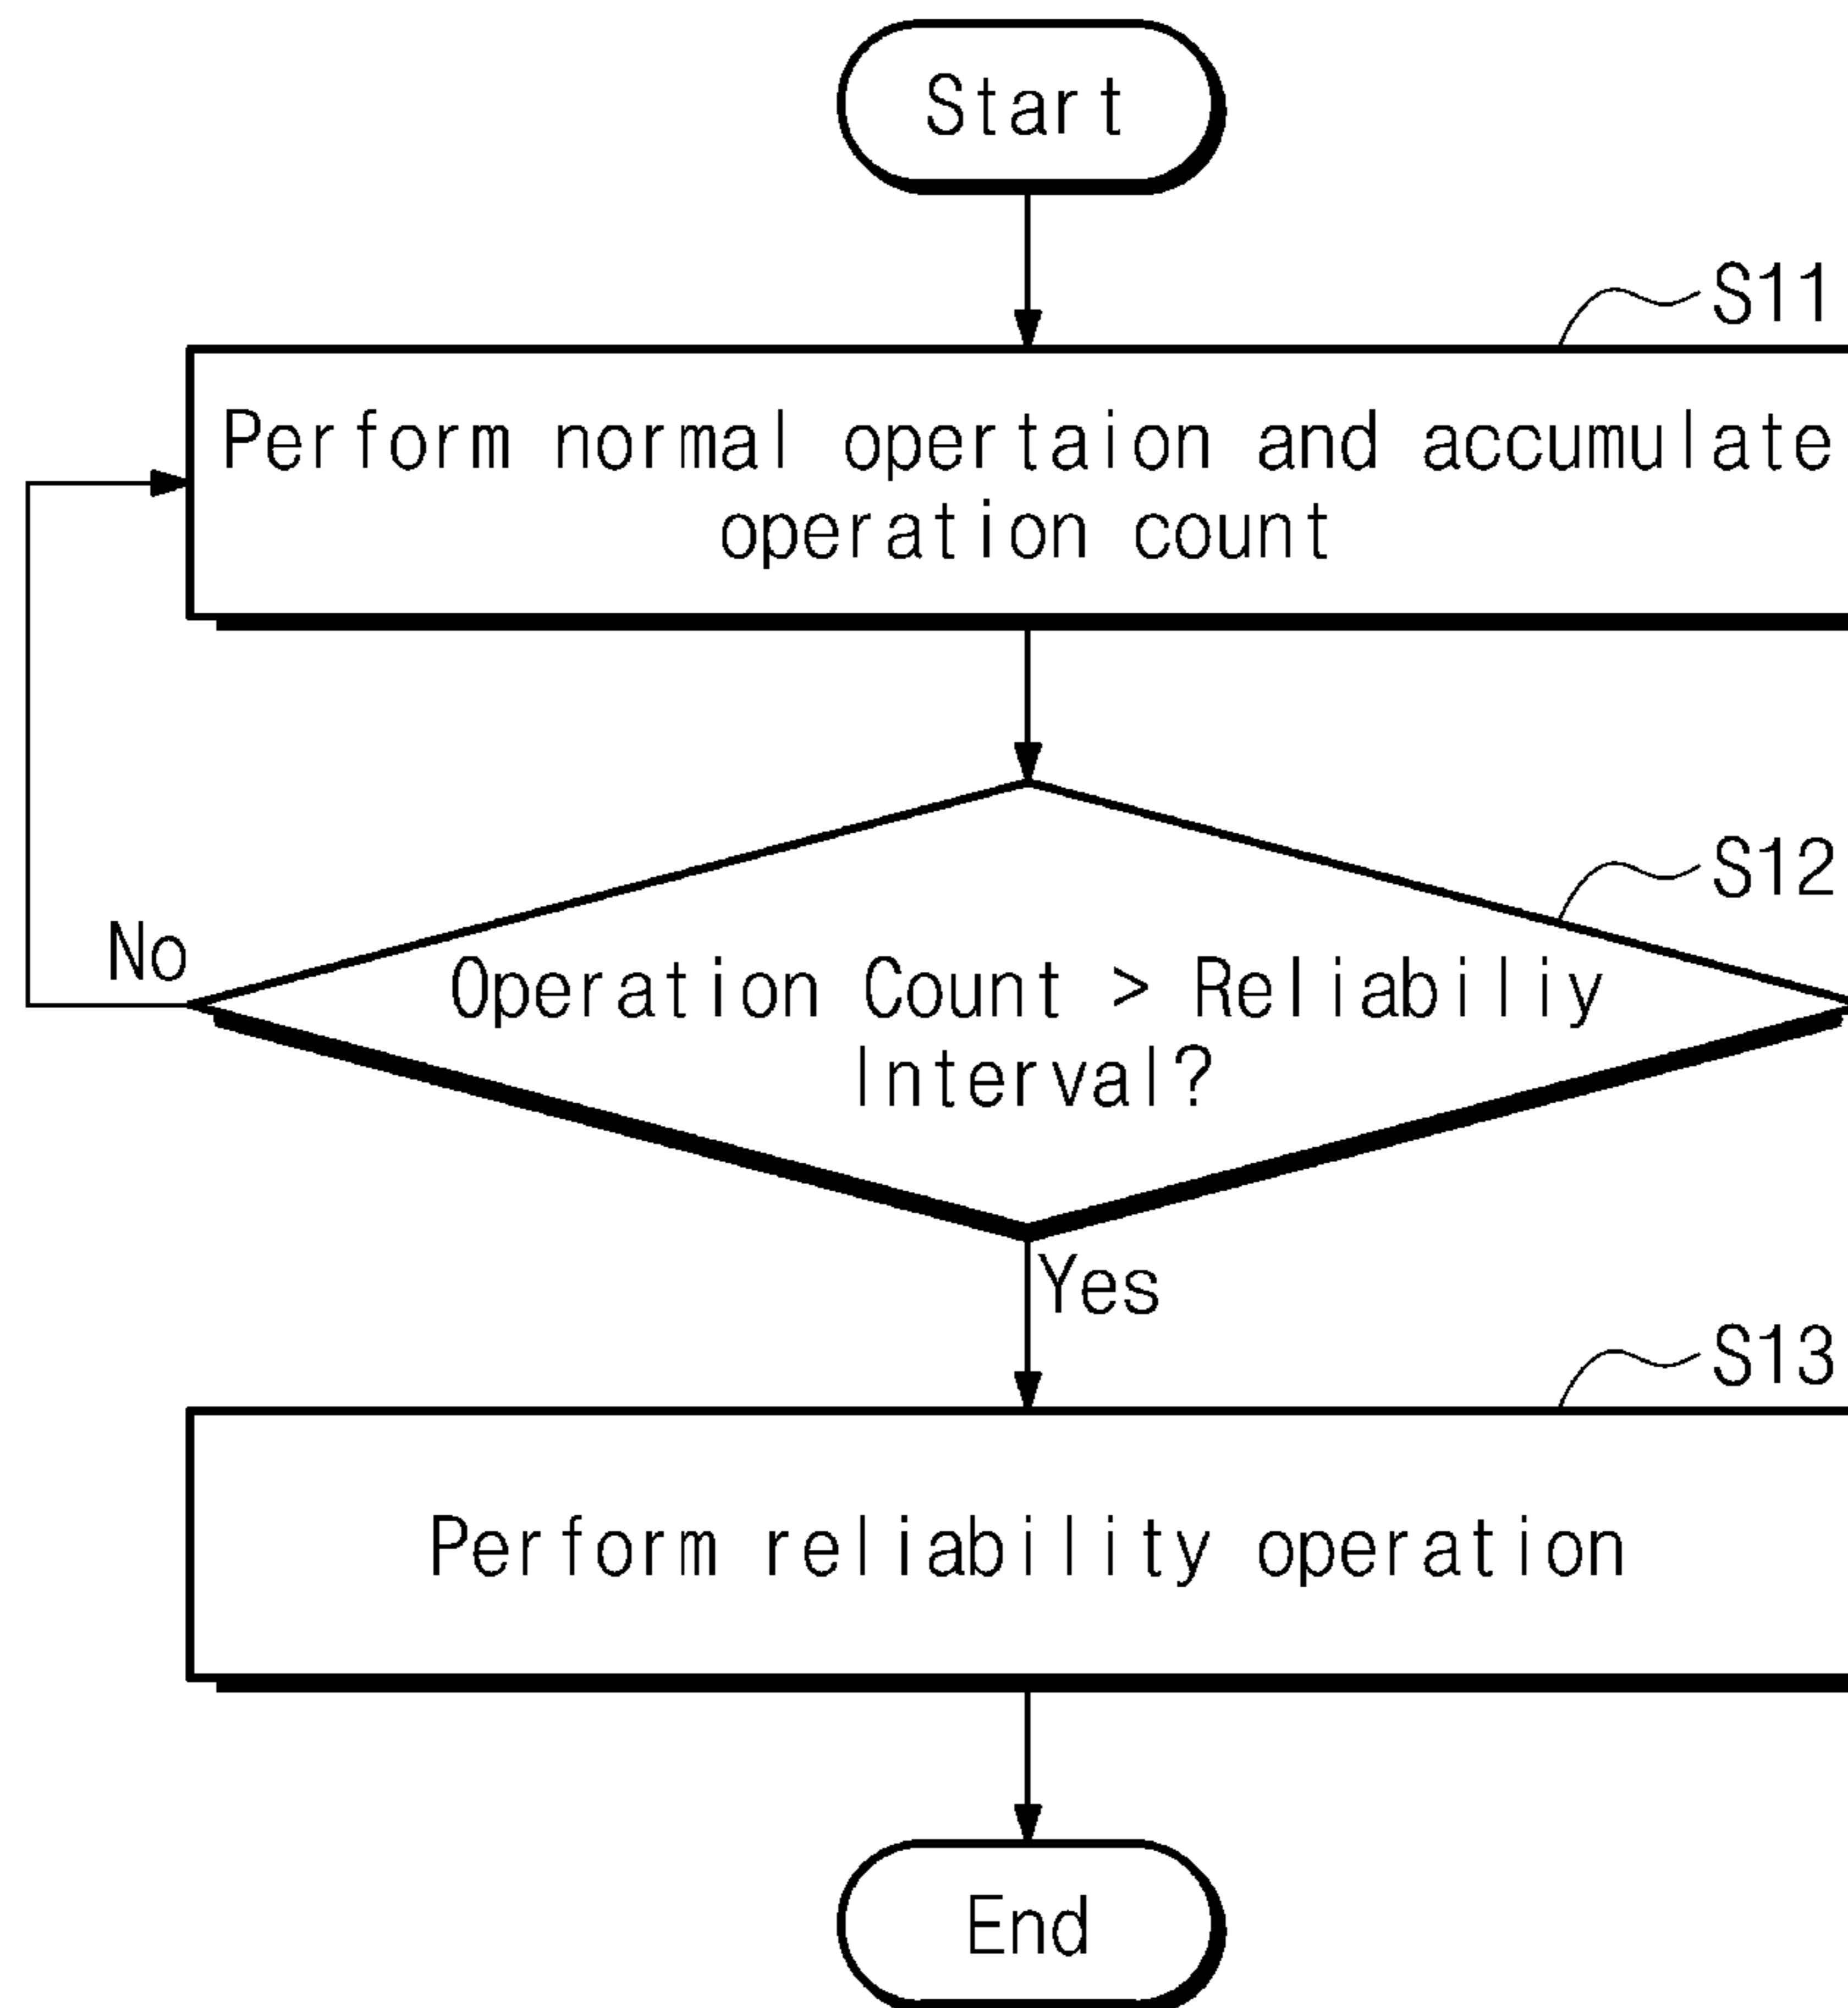 Start
S11
Perform normal opertaion and accumulate
operation count
S12
No
Operation Count > Reliabiliy
Interval?
Yes
S13
Perform reliability operation
End